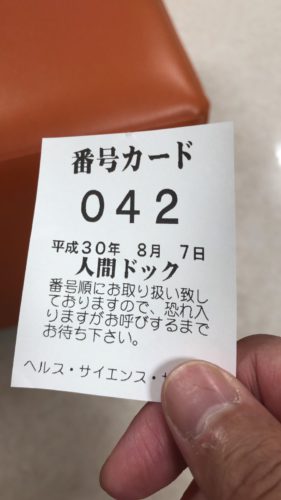 番号カード
042
平成30年 8月 7日
人間ドック
番号順にお取り扱い致し
ておりますので、恐れ入
りますがお呼びするまで
お待ち下さい。
ヘルス・サイエンス・